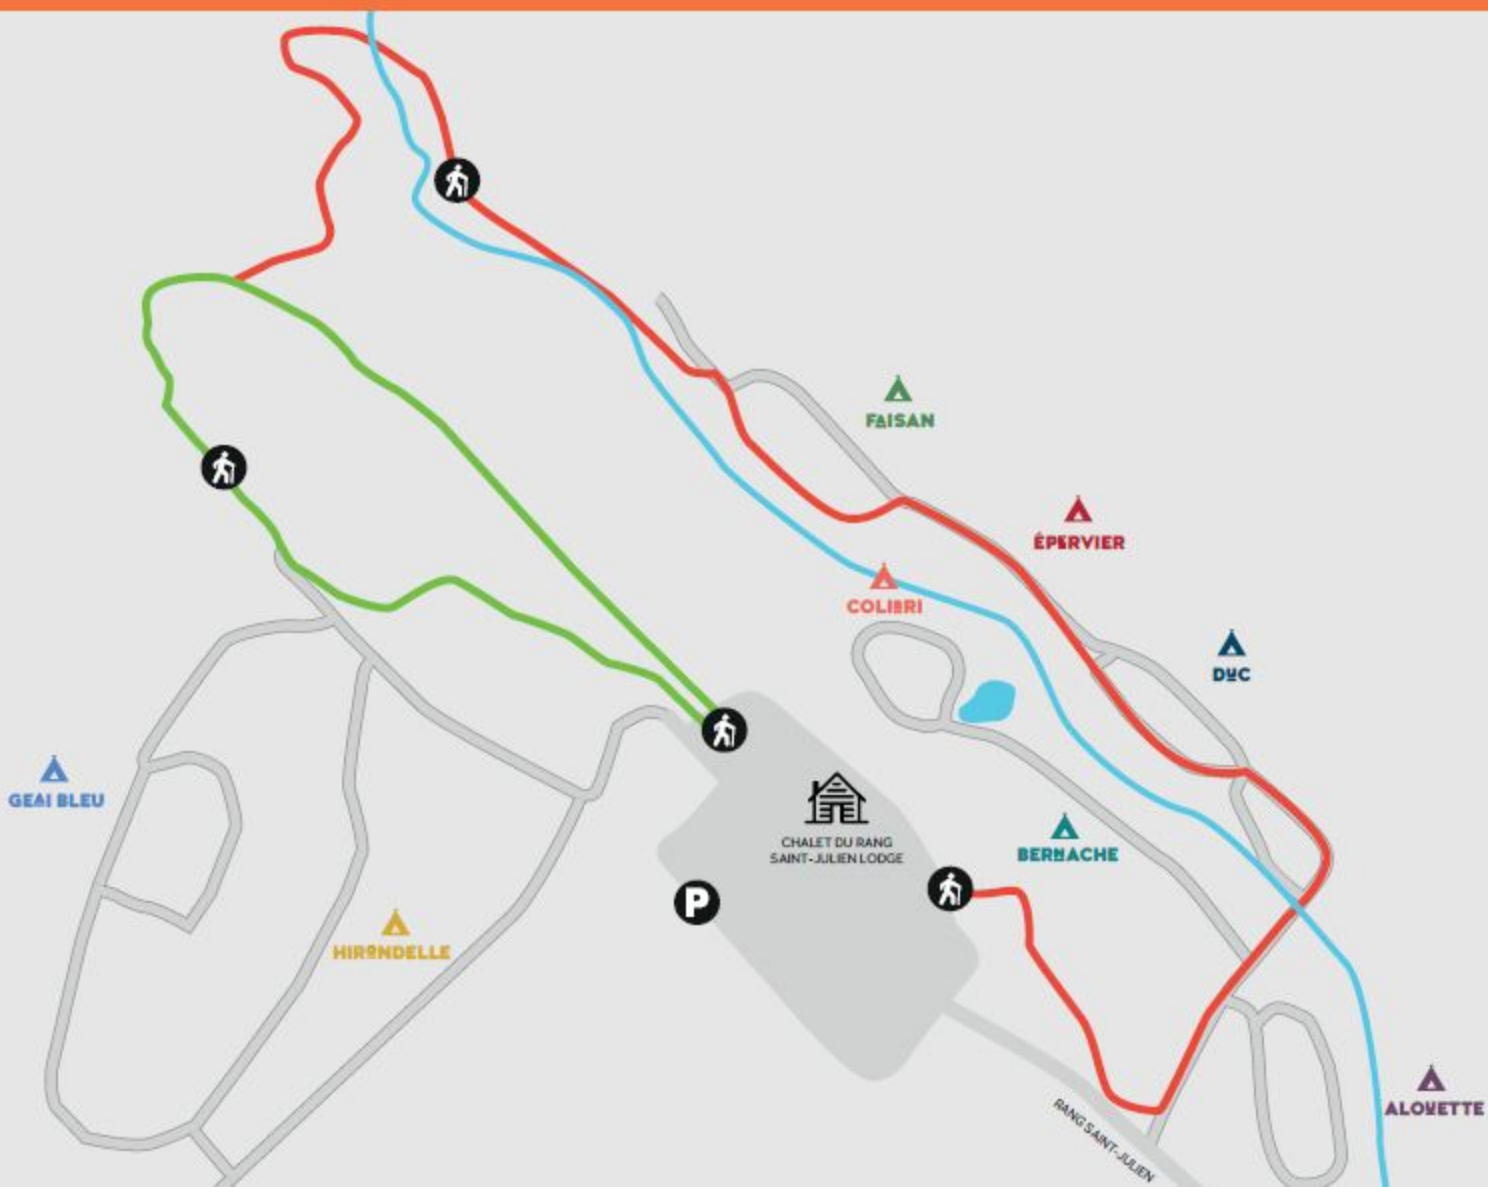 FAISAN
ÉPERVIER
COLIBRI
DUC
GEAI BLEU
CHALET DU RANG
SAINT-JULIEN LODGE
BERNACHE
P
HIRONDELLE
ALOUETTE
RANG SAINT-JULIEN